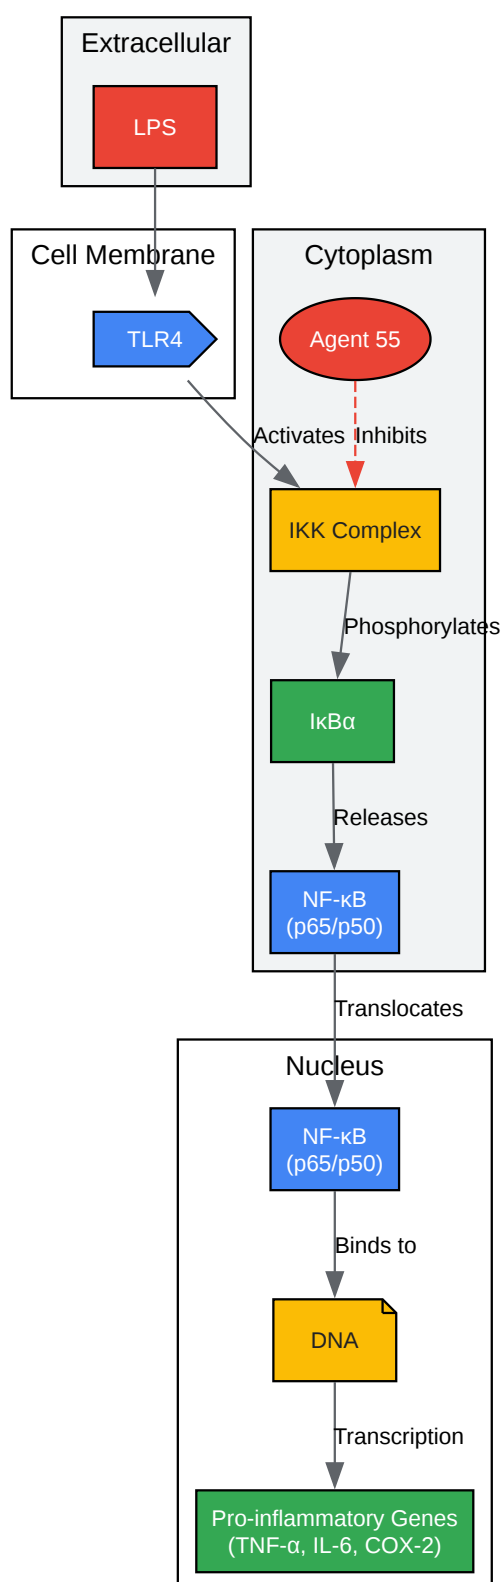 Extracellular
LPS
Cell Membrane
TLR4
Cytoplasm
Agent 55
Activates
Inhibits
IKK Complex
Phosphorylates
IκBα
Releases
NF-κB
(p65/p50)
Translocates
Nucleus
NF-κB
(p65/p50)
Binds to
DNA
Transcription
Pro-inflammatory Genes
(TNF-α, IL-6, COX-2)